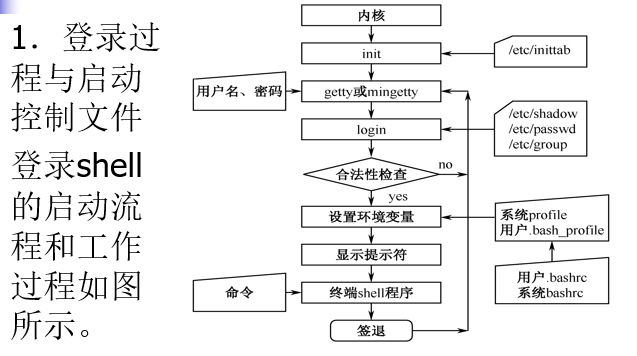 1. 登录过
程与启动
控制文件
登录shell
的启动流
程和工作
过程如图
所示。
内核
init
/etc/inittab
用户名、密码
getty或mingetty
login
/etc/shadow
/etc/passwd
/etc/group
合法性检查
no
yes
设置环境变量
系统profile
用户.bash_profile
显示提示符
用户.bashrc
系统bashrc
命令
终端shell程序
签退